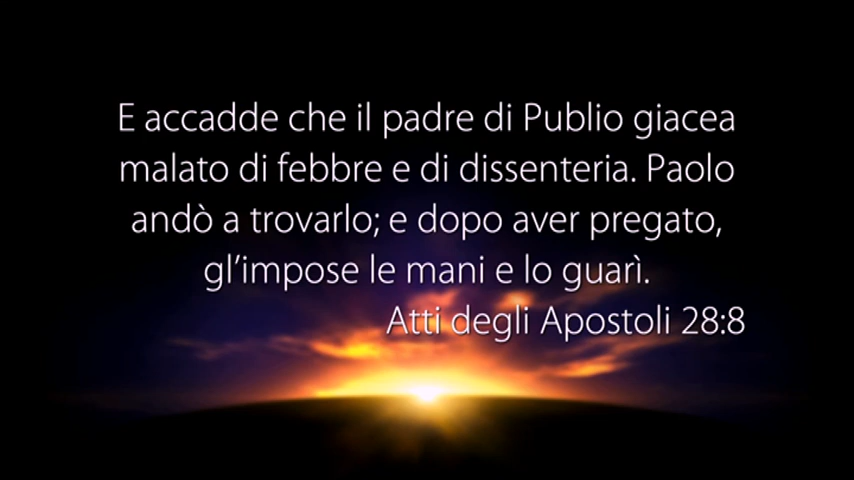 E accadde che il padre di Publio giacea
malato di febbre e di dissenteria. Paolo
andò a trovarlo; e dopo aver pregato,
gl’impose le mani e lo guarì.
Atti degli Apostoli 28:8